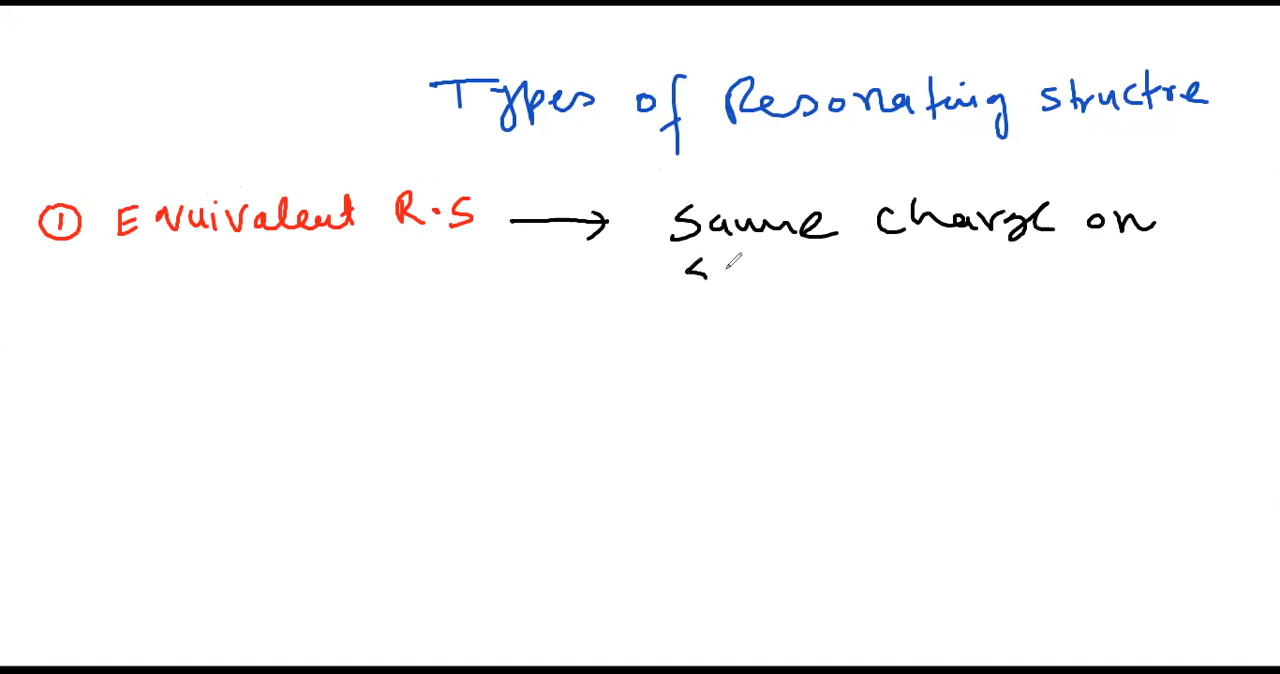 Types of Resonating structre
① Equivalent R.S → Same charge on